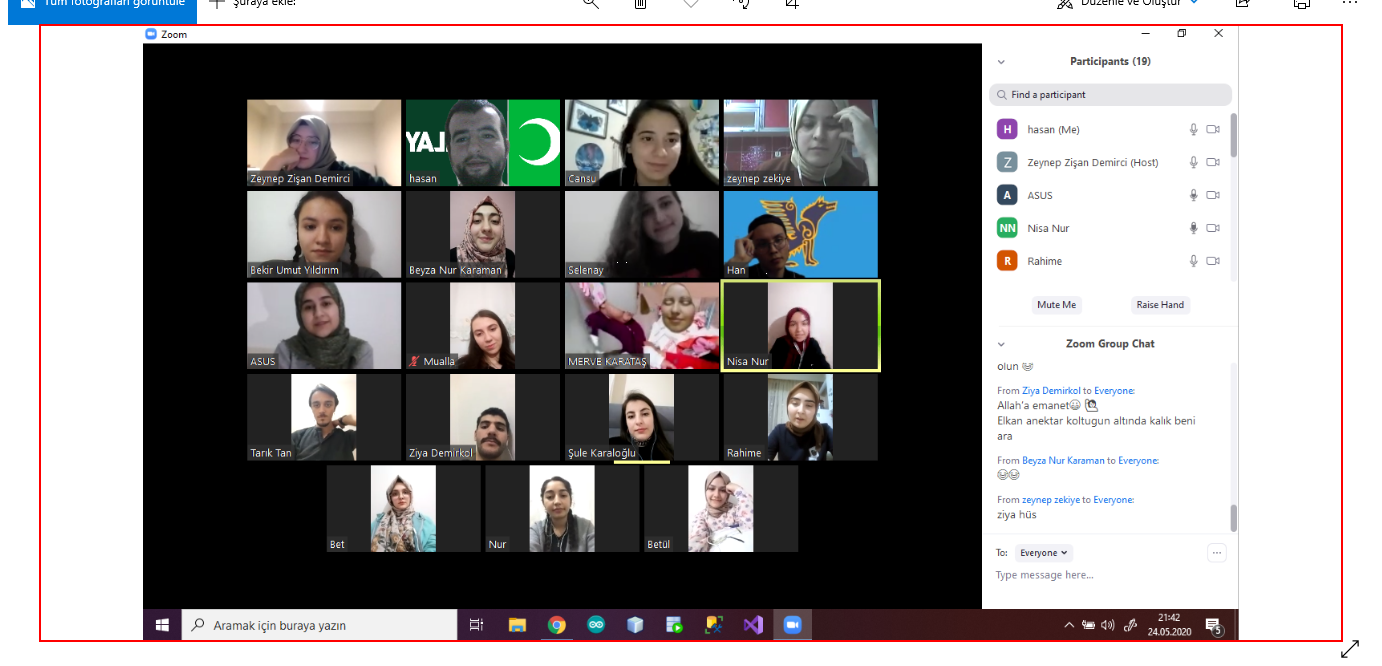 Tüm fotoğrafları görüntüle
Şuraya ekle:
Düzenle ve Oluştur
Zoom
Participants (19)
Find a participant
H hasan (Me)
Z Zeynep Zişan Demirci (Host)
A ASUS
NN Nisa Nur
R Rahime
Mute Me
Raise Hand
Zoom Group Chat
olun
From Ziya Demirkol to Everyone:
Allah'a emanet
Elkan anektar koltugun altında kalık beni
ara
From Beyza Nur Karaman to Everyone:
From zeynep zekiye to Everyone:
ziya hüs
To: Everyone
Type message here...
YAL
Zeynep Zişan Demirci
hasan
Cansu
zeynep zekiye
Bekir Umut Yıldırım
Beyza Nur Karaman
Selenay
Han
ASUS
Mualla
MERVE KARATAŞ
Nisa Nur
Tarık Tan
Ziya Demirkol
Şule Karaloğlu
Rahime
Bet
Nur
Betül
Aramak için buraya yazın
21:42
24.05.2020
5